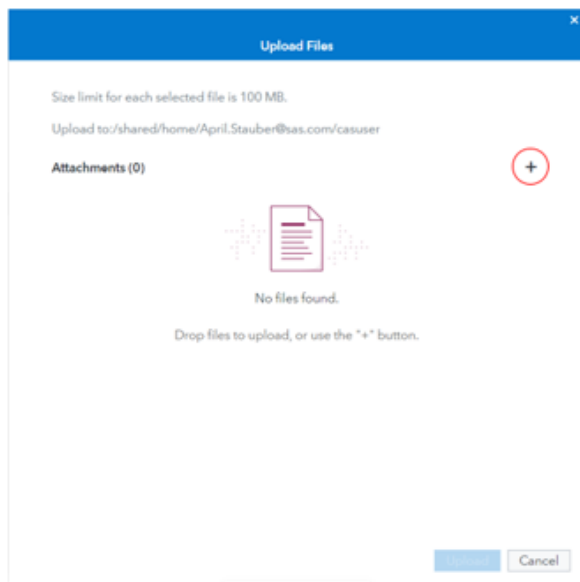 Upload Files
Size limit for each selected file is 100 MB.
Upload to:/shared/home/April.Stauber@sas.com/casuser
Attachments (0)
No files found.
Drop files to upload, or use the "+" button.
Upload Cancel